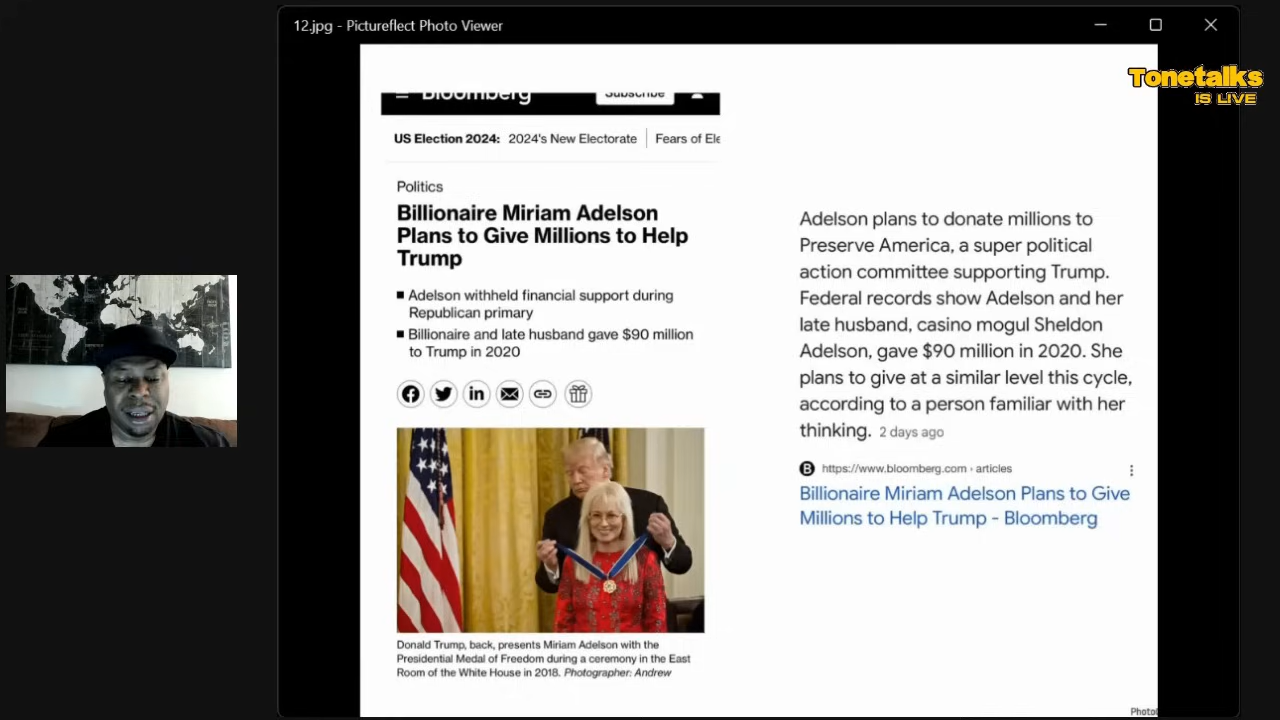 12.jpg - Pictureflect Photo Viewer
Tonetalks
IS LIVE
Bloomberg
Subscribe
US Election 2024: 2024's New Electorate Fears of Ele
Politics
Billionaire Miriam Adelson
Plans to Give Millions to Help
Trump
■ Adelson withheld financial support during
Republican primary
■ Billionaire and late husband gave $90 million
to Trump in 2020
Donald Trump, back, presents Miriam Adelson with the
Presidential Medal of Freedom during a ceremony in the East
Room of the White House in 2018. Photographer: Andrew
Adelson plans to donate millions to
Preserve America, a super political
action committee supporting Trump.
Federal records show Adelson and her
late husband, casino mogul Sheldon
Adelson, gave $90 million in 2020. She
plans to give at a similar level this cycle,
according to a person familiar with her
thinking. 2 days ago
https://www.bloomberg.com › articles
Billionaire Miriam Adelson Plans to Give
Millions to Help Trump - Bloomberg
Photo